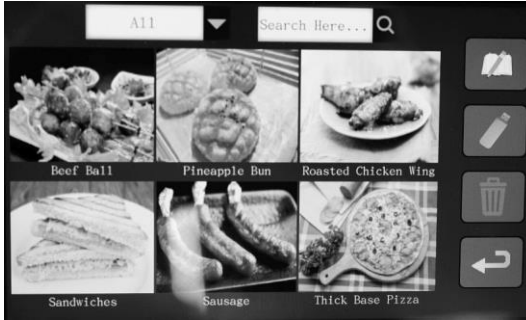 All
Search Here...
Beef Ball
Pineapple Bun
Roasted Chicken Wing
Sandwiches
Sausage
Thick Base Pizza